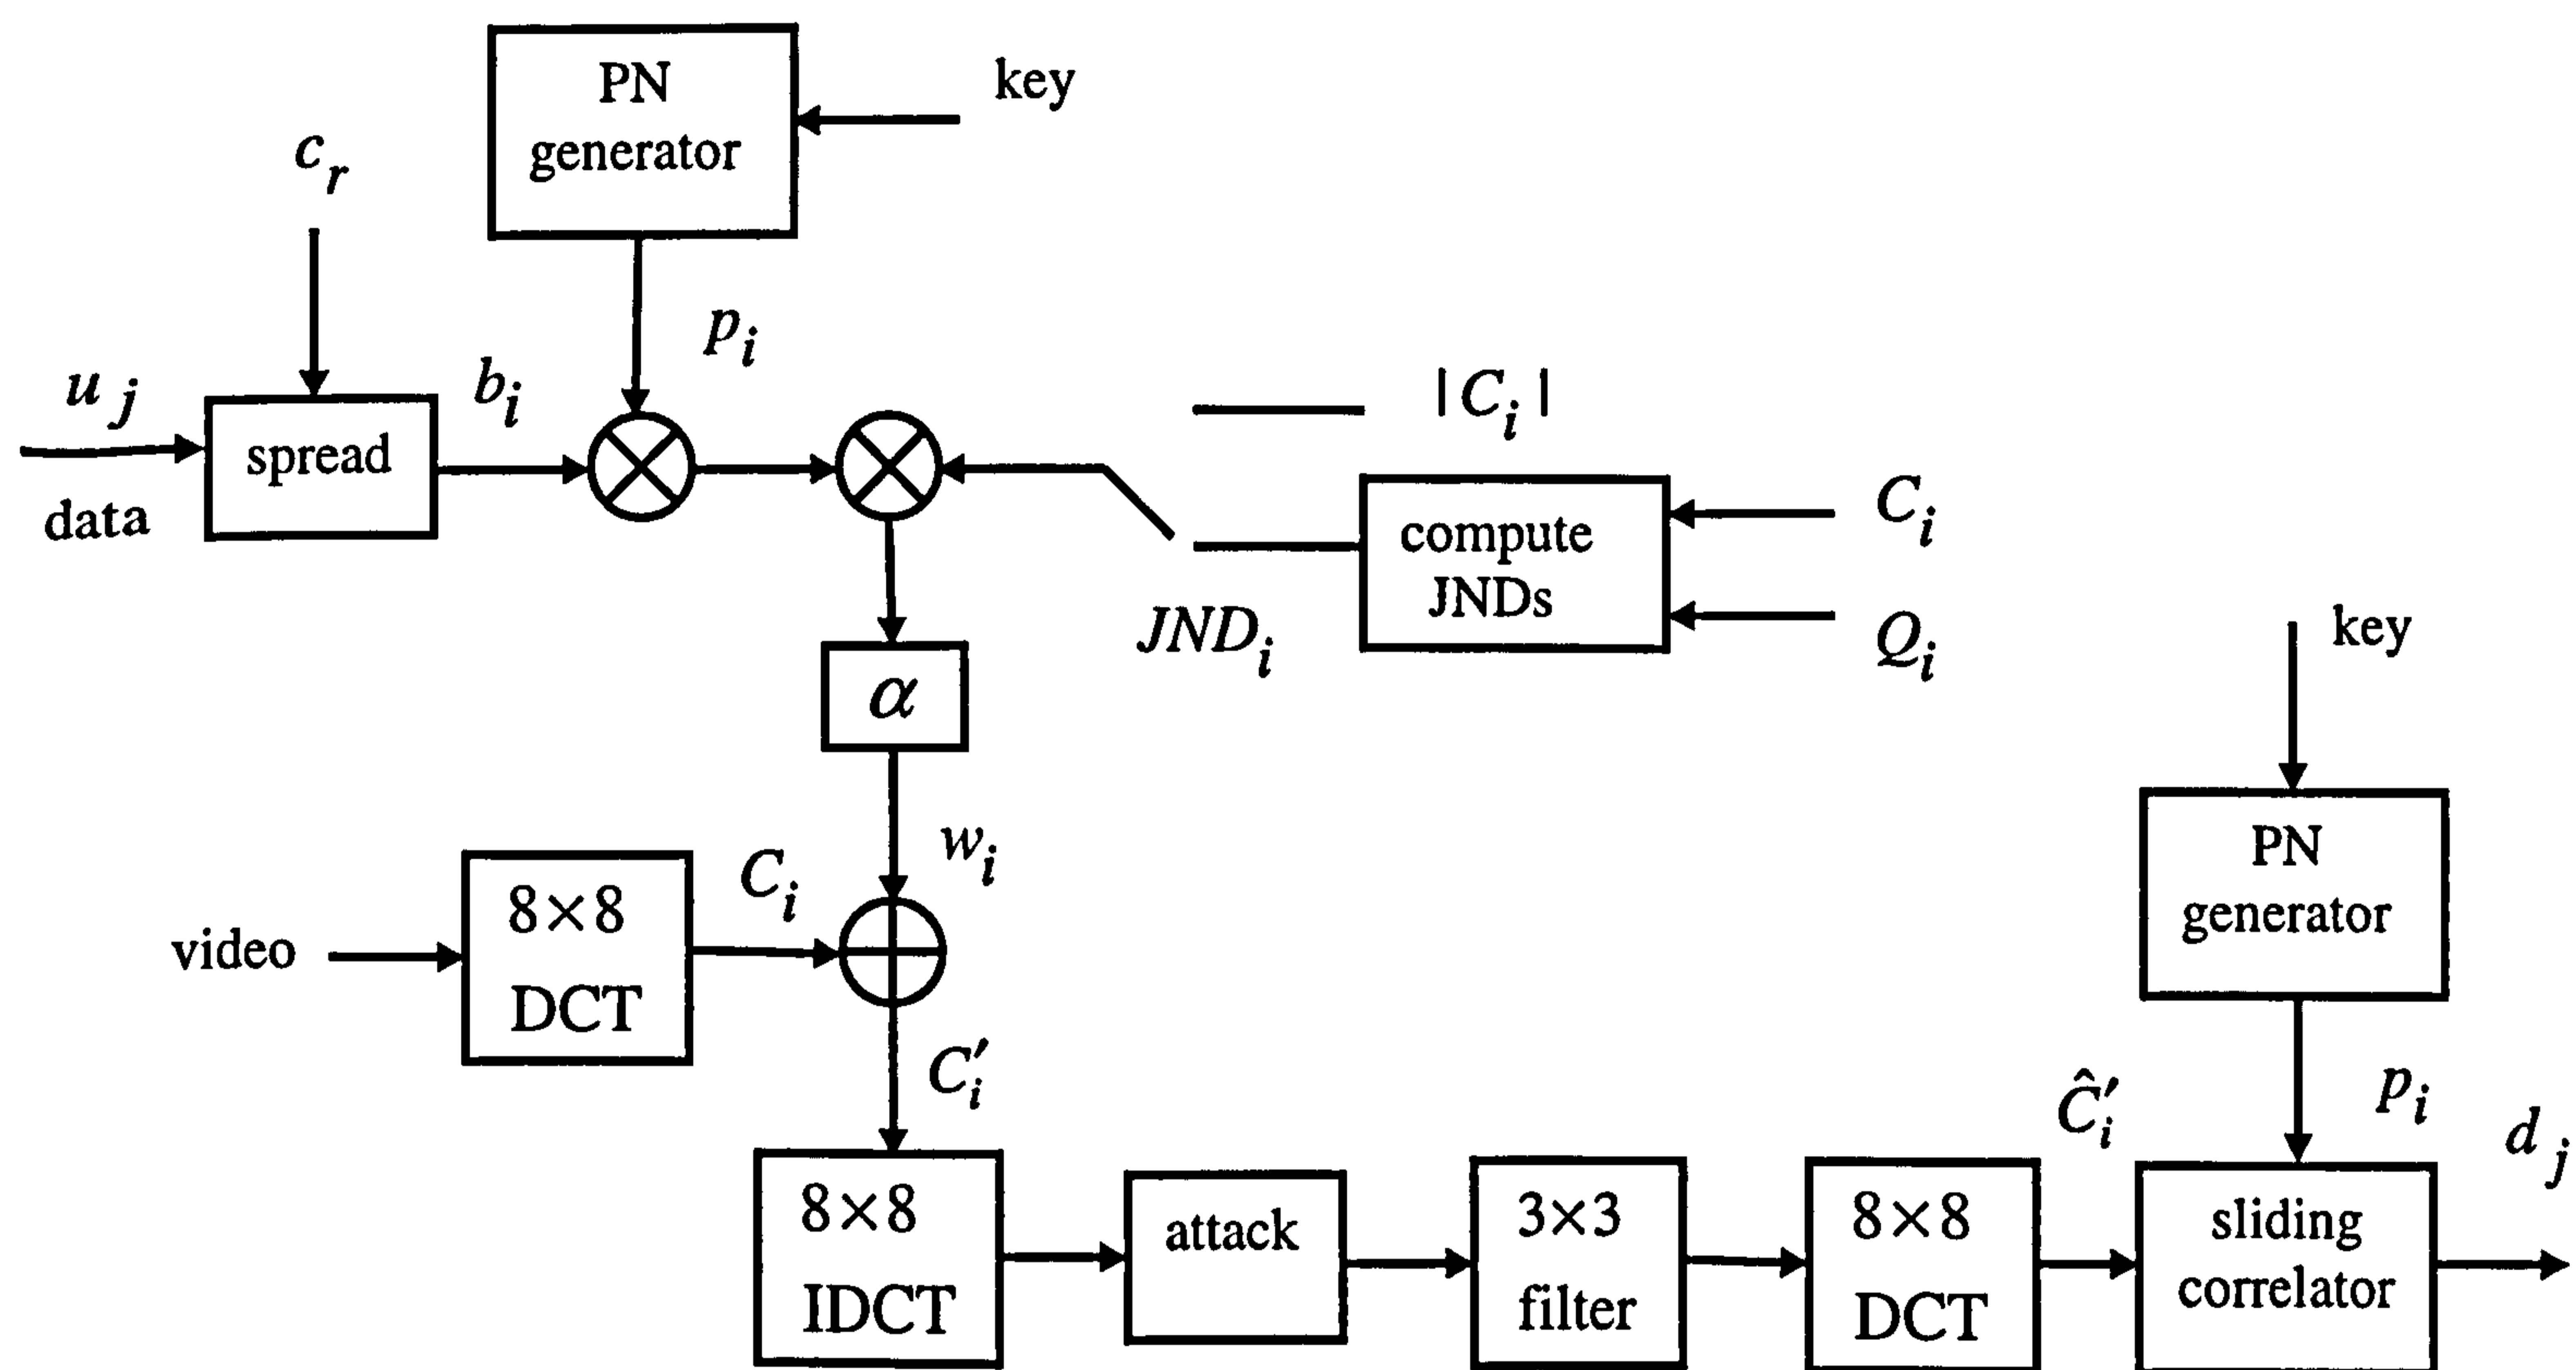 PN
generator
key
c_r
p_i
u_j
data
spread
b_i
|C_i|
compute
JNDs
C_i
Q_i
JND_i
α
key
PN
generator
video
8×8
DCT
C_i
w_i
C'_i
8×8
IDCT
attack
3×3
filter
8×8
DCT
Ĉ'_i
p_i
sliding
correlator
d_j